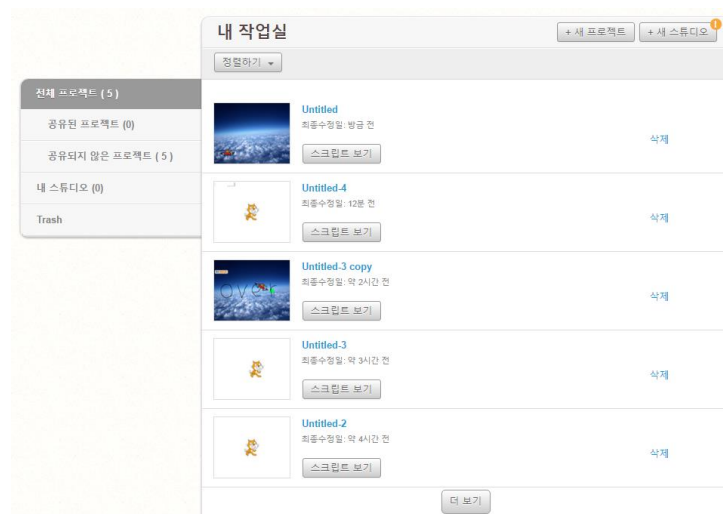 내 작업실
+ 새 프로젝트
+ 새 스튜디오
!
정렬하기
전체 프로젝트 ( 5 )
공유된 프로젝트 (0)
공유되지 않은 프로젝트 ( 5 )
내 스튜디오 (0)
Trash
Untitled
최종수정일: 방금 전
스크립트 보기
삭제
Untitled-4
최종수정일: 12분 전
스크립트 보기
삭제
over
Untitled-3 copy
최종수정일: 약 2시간 전
스크립트 보기
삭제
Untitled-3
최종수정일: 약 3시간 전
스크립트 보기
삭제
Untitled-2
최종수정일: 약 4시간 전
스크립트 보기
삭제
더 보기